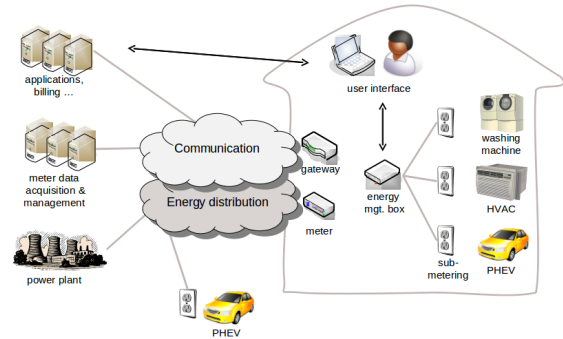 applications,
billing ...
user interface
Communication
gateway
washing
machine
meter data
acquisition &
management
Energy distribution
energy
mgt. box
HVAC
meter
power plant
sub-
metering
PHEV
PHEV